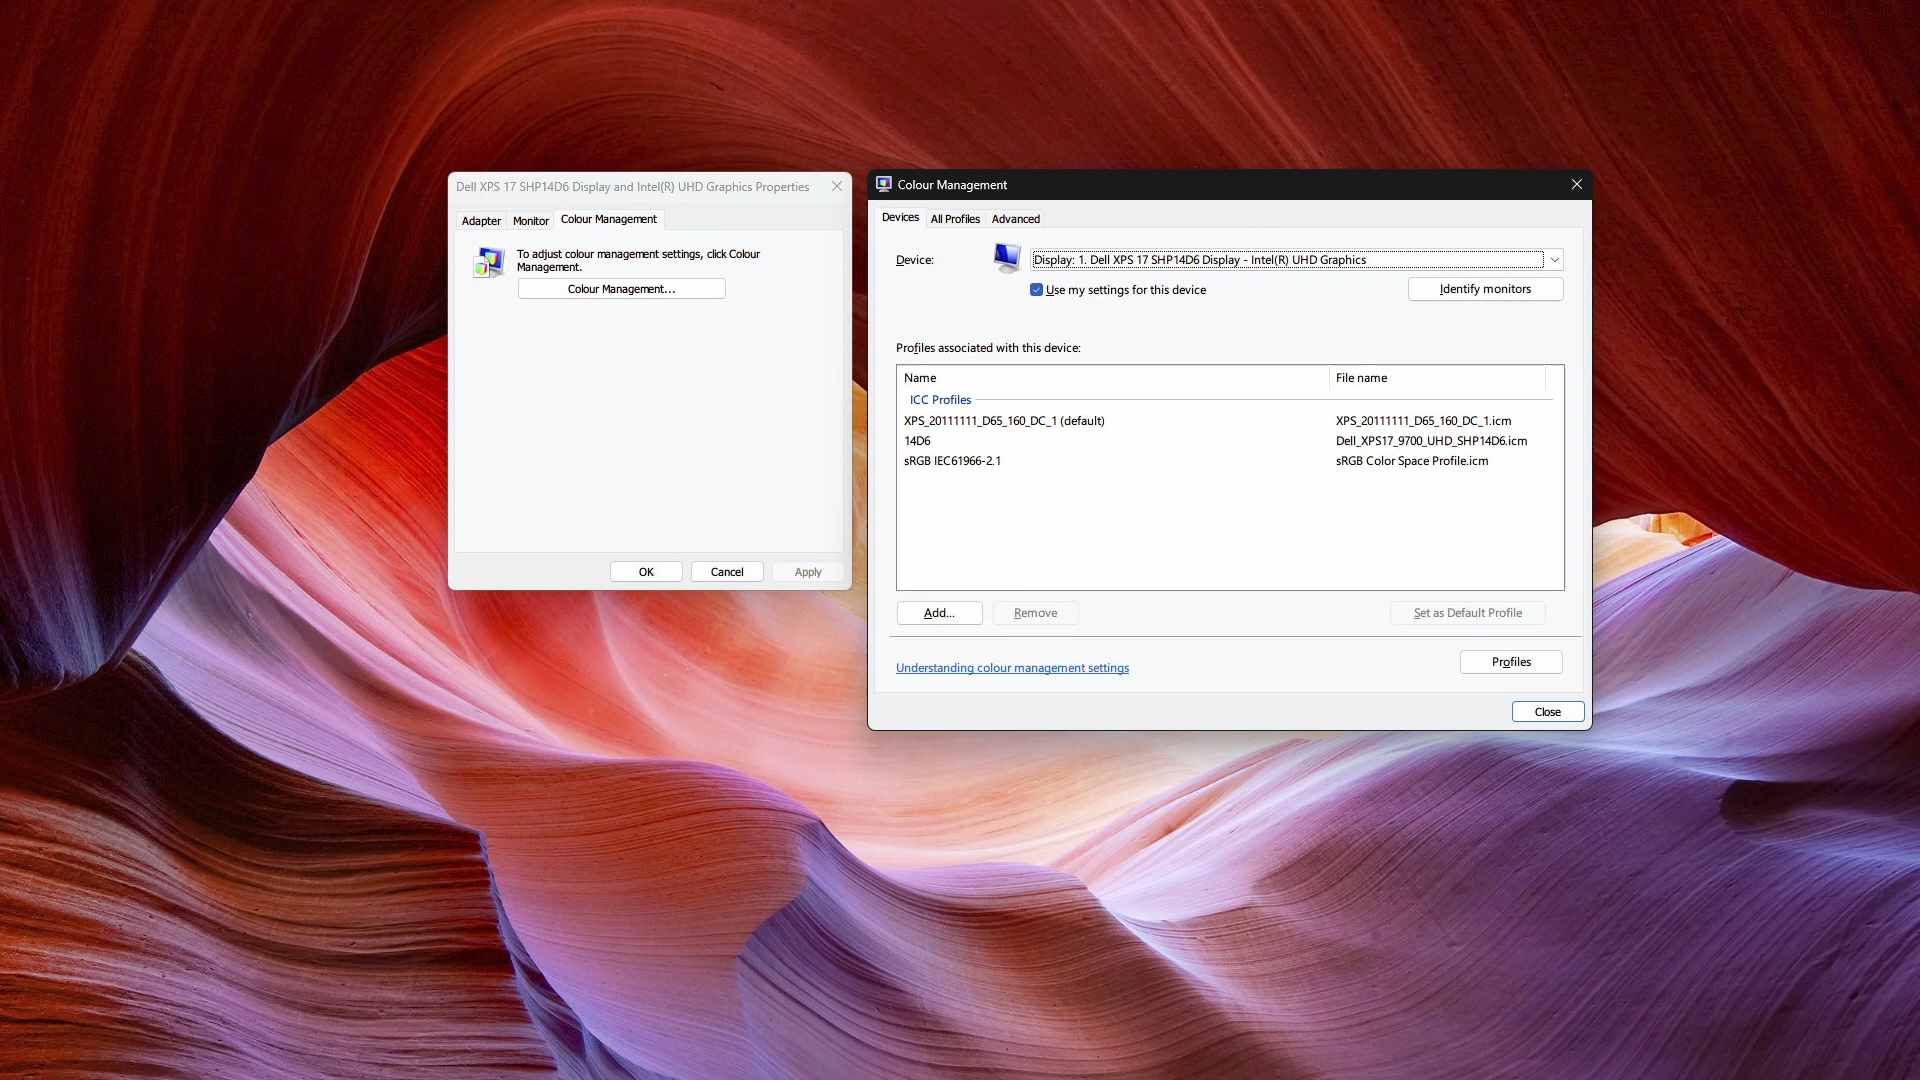 Dell XPS 17 SHP14D6 Display and Intel(R) UHD Graphics Properties
Adapter Monitor Colour Management
To adjust colour management settings, click Colour
Management.
Colour Management...
OK Cancel Apply
Colour Management
Devices All Profiles Advanced
Device: Display: 1. Dell XPS 17 SHP14D6 Display - Intel(R) UHD Graphics
Use my settings for this device Identify monitors
Profiles associated with this device:
Name File name
ICC Profiles
XPS_20111111_D65_160_DC_1 (default) XPS_20111111_D65_160_DC_1.icm
14D6 Dell_XPS17_9700_UHD_SHP14D6.icm
sRGB IEC61966-2.1 sRGB Color Space Profile.icm
Add... Remove Set as Default Profile
Understanding colour management settings Profiles
Close